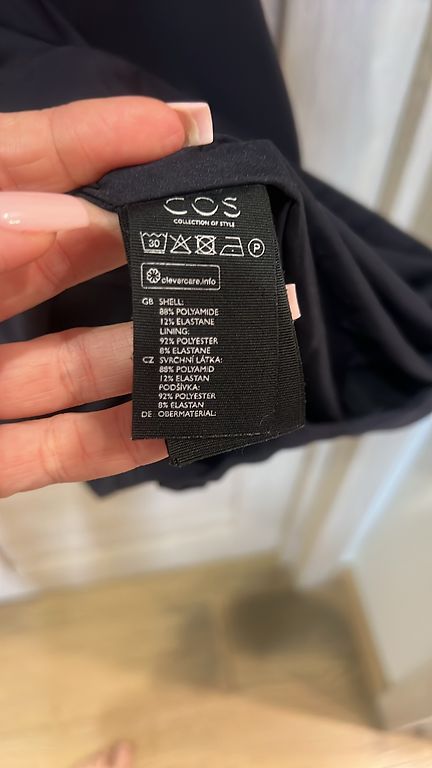 COS
COLLECTION OF STYLE
30 P
clevercare.info
GB SHELL:
88% POLYAMIDE
12% ELASTANE
LINING:
92% POLYESTER
8% ELASTANE
CZ SVRCHNÍ LÁTKA:
88% POLYAMID
12% ELASTAN
PODŠÍVKA:
92% POLYESTER
8% ELASTAN
DE OBERMATERIAL: